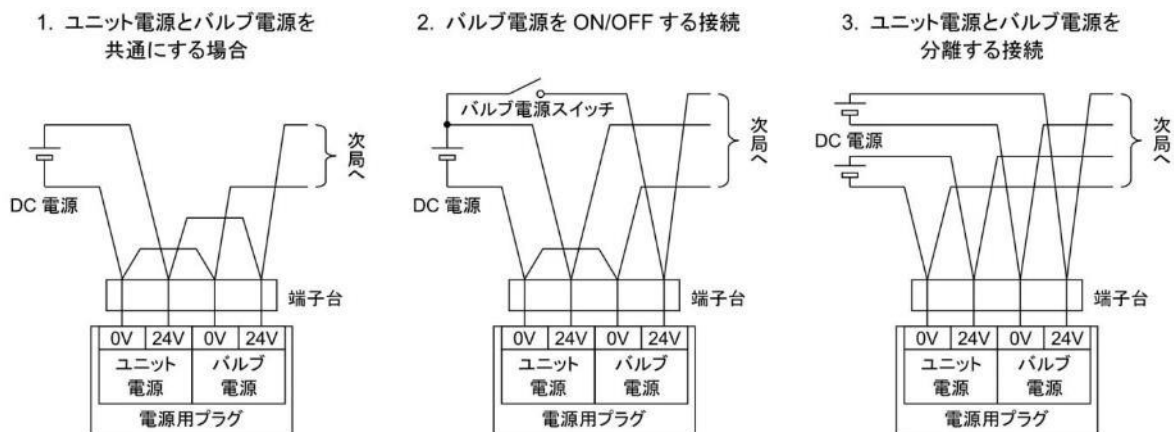 1. ユニット電源とバルブ電源を
共通にする場合
DC 電源
次局へ
端子台
0V 24V 0V 24V
ユニット
電源
バルブ
電源
電源用プラグ
2. バルブ電源を ON/OFF する接続
バルブ電源スイッチ
DC 電源
次局へ
端子台
0V 24V 0V 24V
ユニット
電源
バルブ
電源
電源用プラグ
3. ユニット電源とバルブ電源を
分離する接続
DC 電源
次局へ
端子台
0V 24V 0V 24V
ユニット
電源
バルブ
電源
電源用プラグ